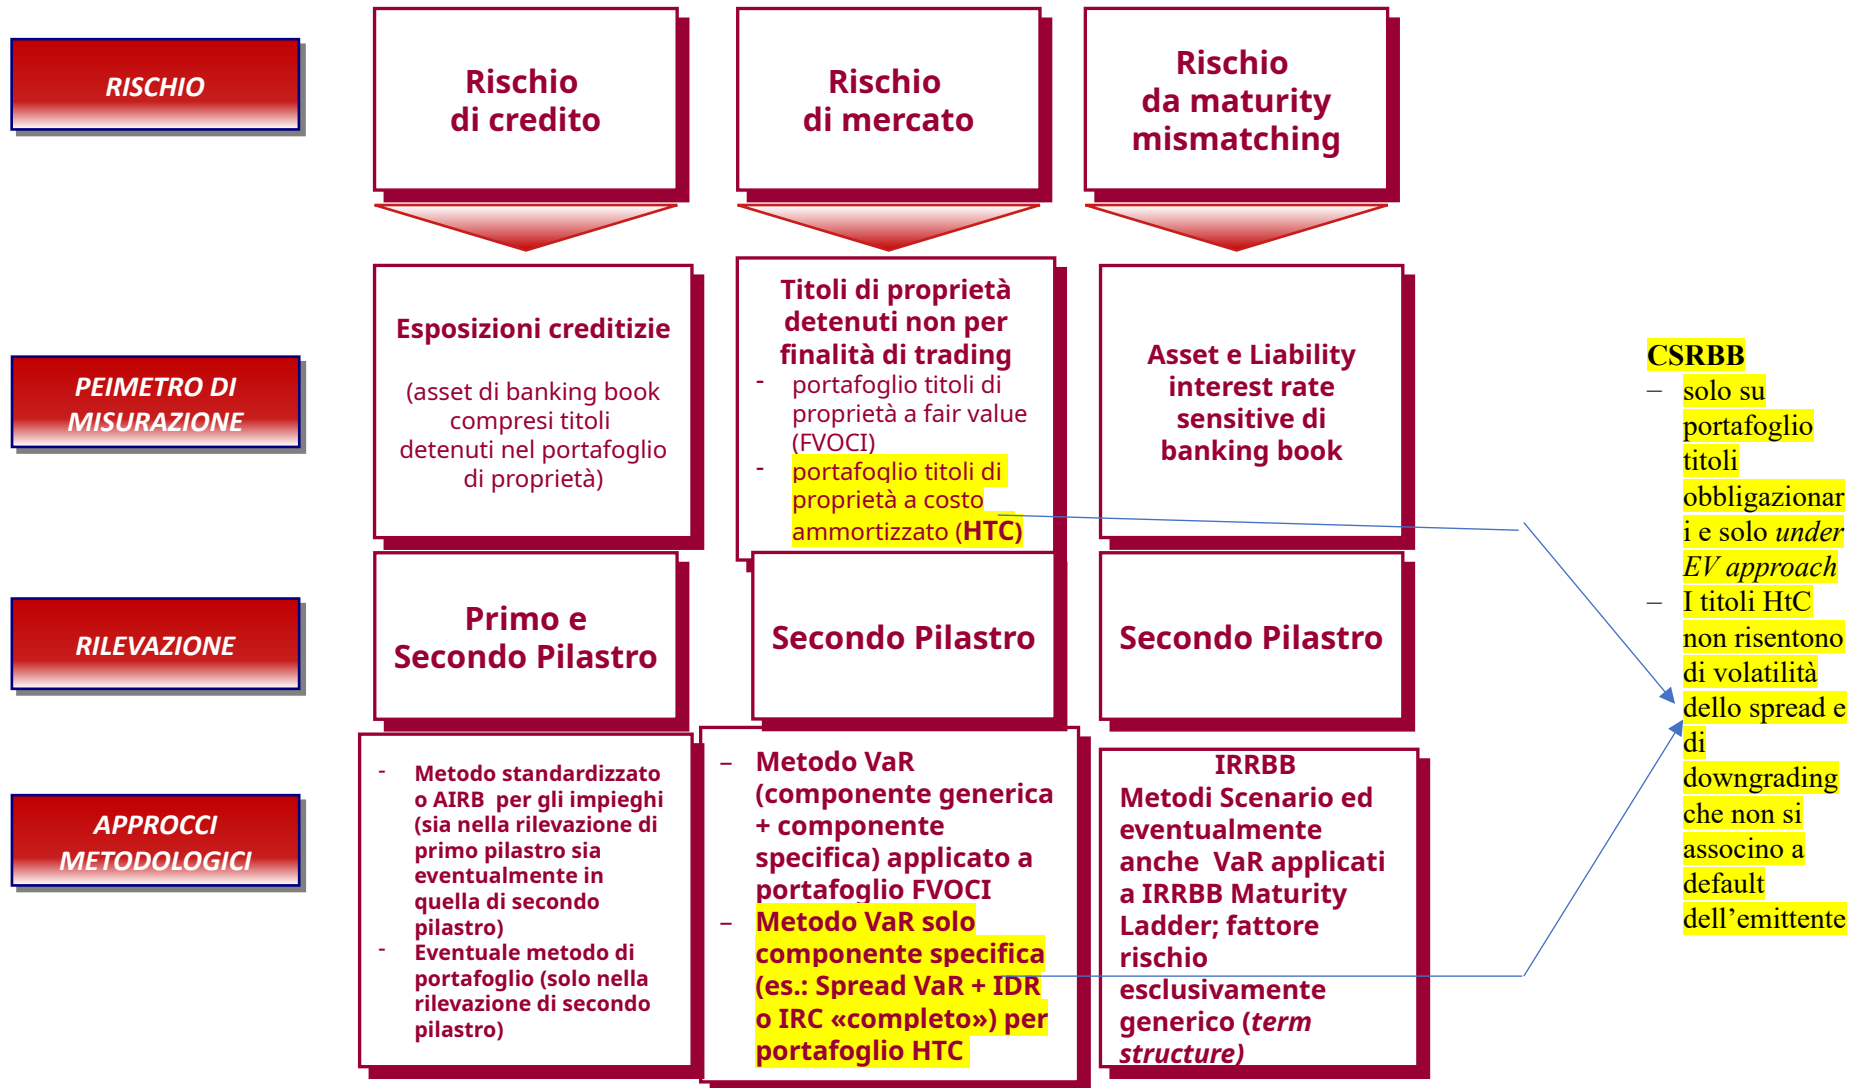 RISCHIO
Rischio
di credito
Rischio
di mercato
Rischio
da maturity
mismatching
PEIMETRO DI
MISURAZIONE
Esposizioni creditizie
(asset di banking book
compresi titoli
detenuti nel portafoglio
di proprietà)
Titoli di proprietà
detenuti non per
finalità di trading
- portafoglio titoli di
proprietà a fair value
(FVOCI)
- portafoglio titoli di
proprietà a costo
ammortizzato (HTC)
Asset e Liability
interest rate
sensitive di
banking book
RILEVAZIONE
Primo e
Secondo Pilastro
Secondo Pilastro
Secondo Pilastro
APPROCCI
METODOLOGICI
- Metodo standardizzato
o AIRB per gli impieghi
(sia nella rilevazione di
primo pilastro sia
eventualmente in
quella di secondo
pilastro)
- Eventuale metodo di
portafoglio (solo nella
rilevazione di secondo
pilastro)
– Metodo VaR
(componente generica
+ componente
specifica) applicato a
portafoglio FVOCI
– Metodo VaR solo
componente specifica
(es.: Spread VaR + IDR
o IRC «completo») per
portafoglio HTC
IRRBB
Metodi Scenario ed
eventualmente
anche VaR applicati
a IRRBB Maturity
Ladder; fattore
rischio
esclusivamente
generico (term
structure)
CSRBB
– solo su
portafoglio
titoli
obbligazionar
i e solo under
EV approach
– I titoli HtC
non risentono
di volatilità
dello spread e
di
downgrading
che non si
associno a
default
dell’emittente